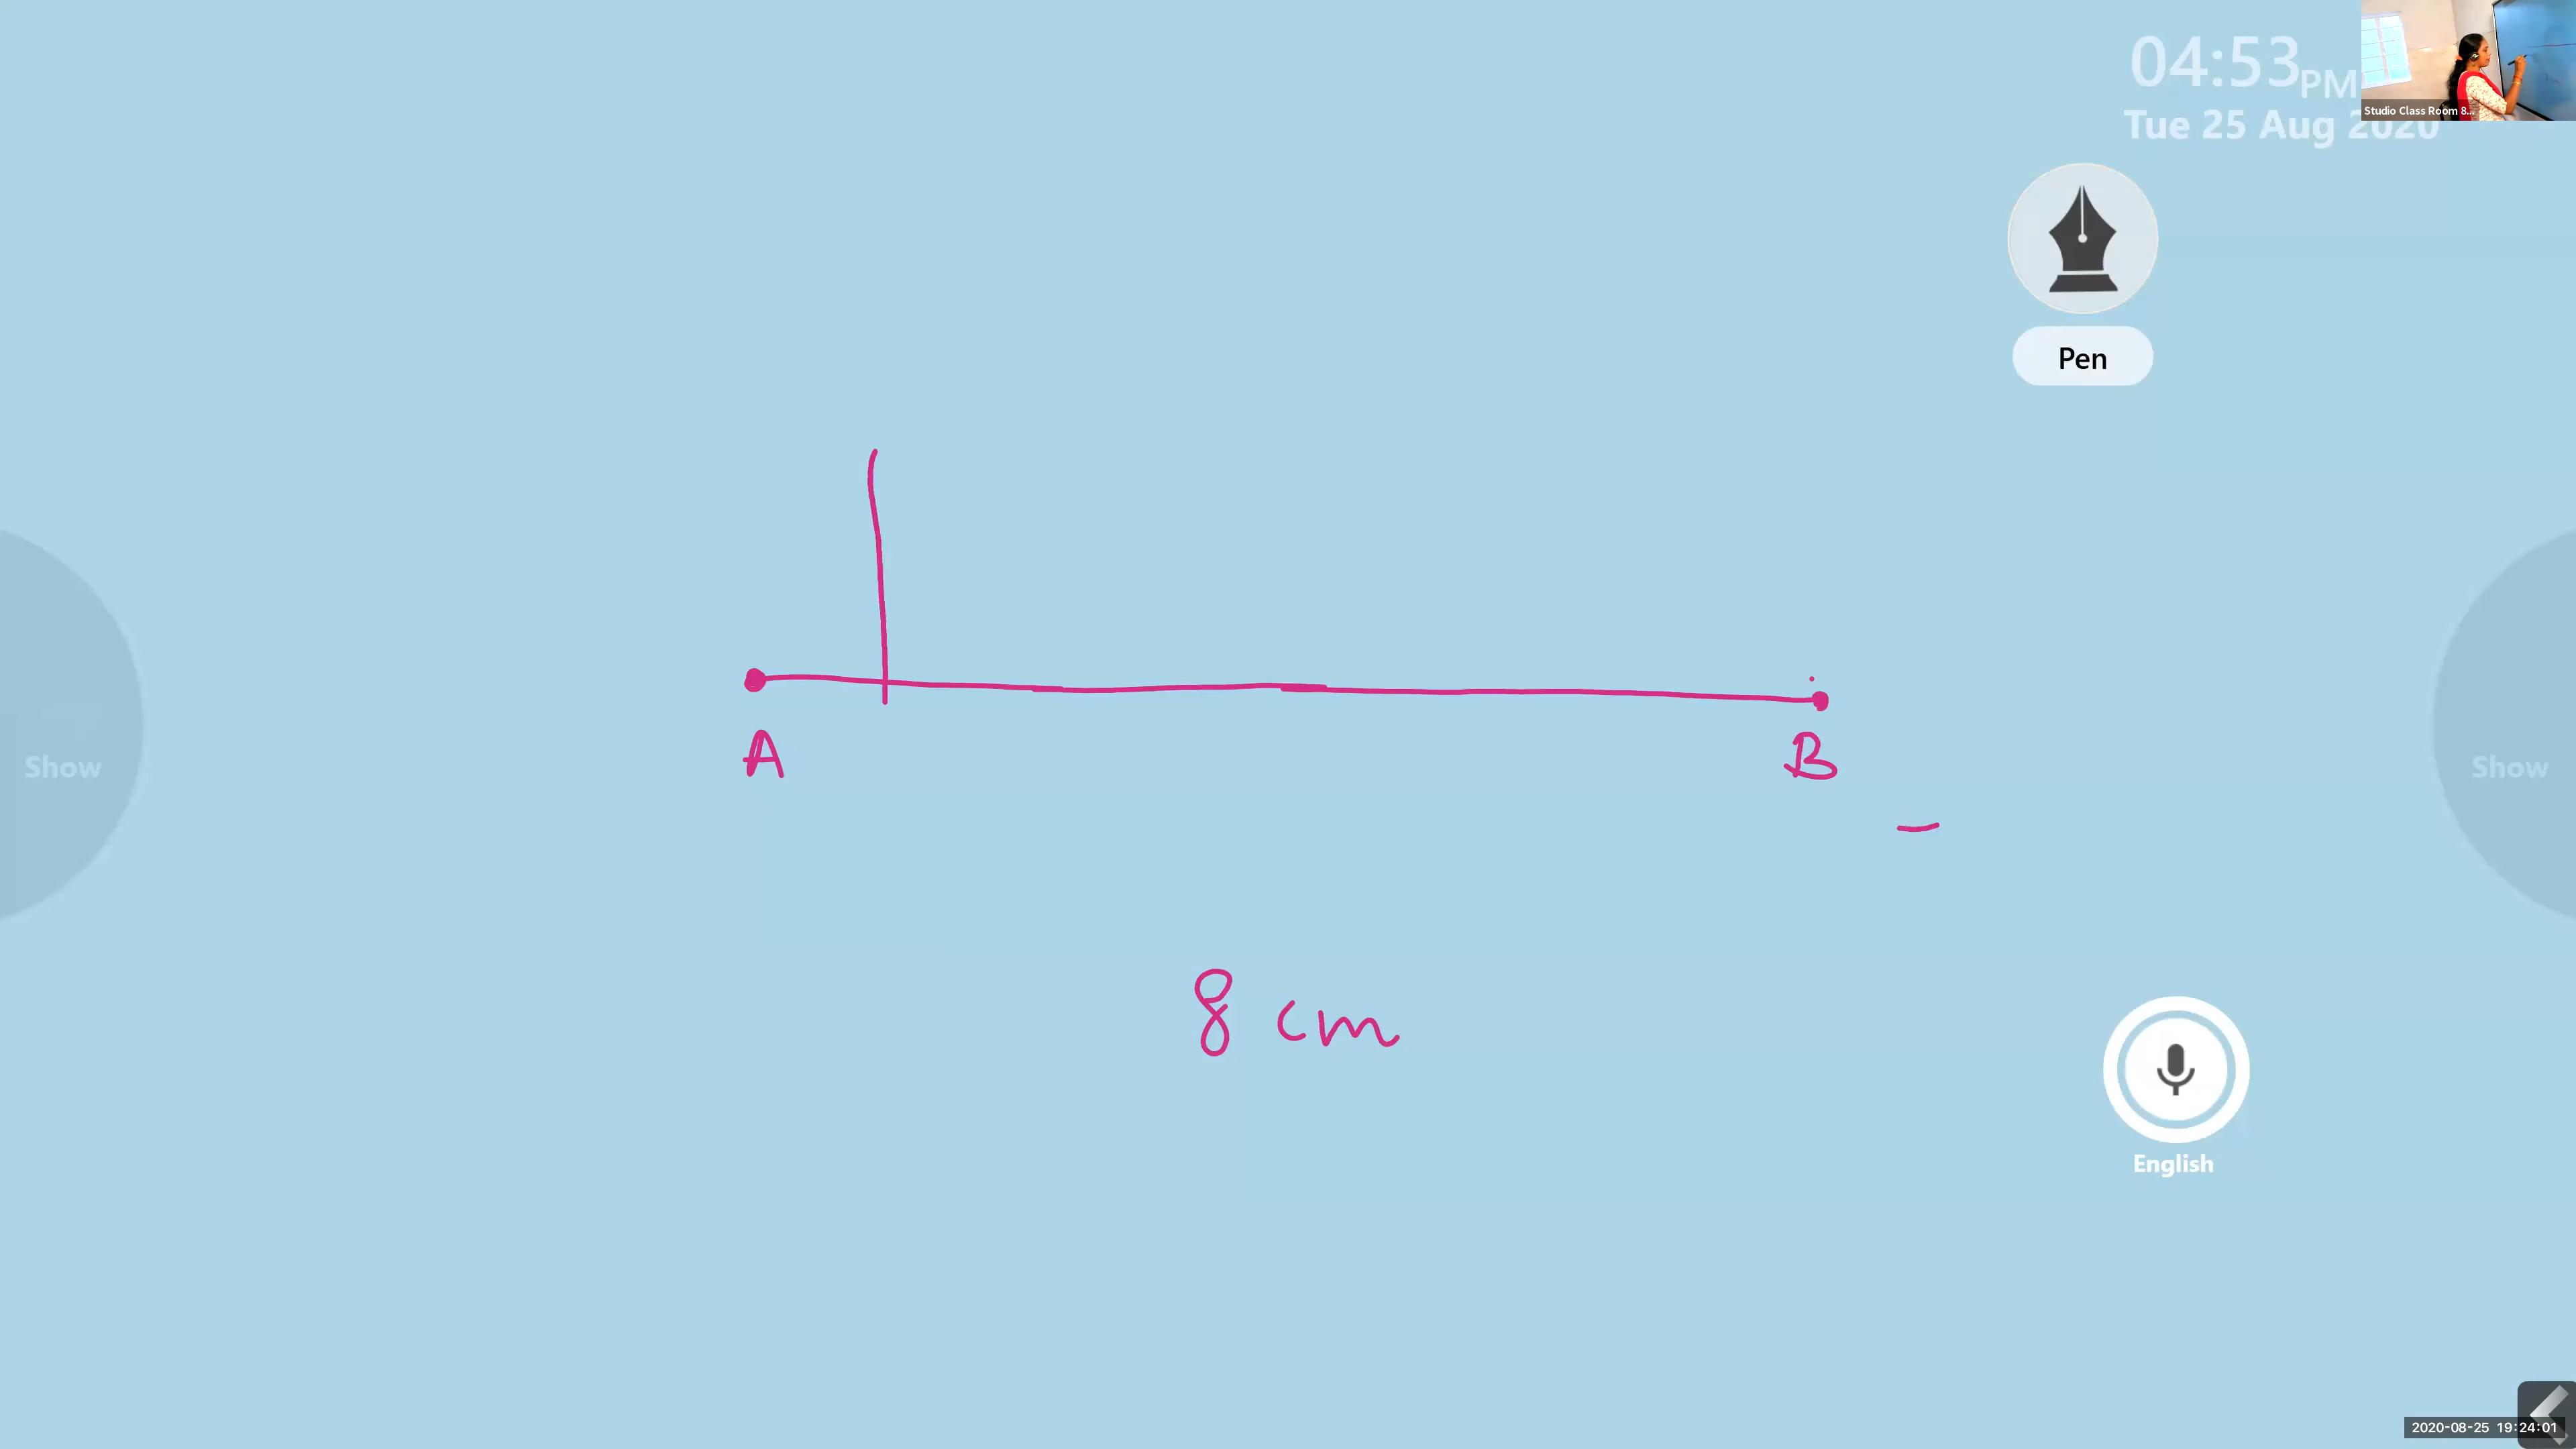 04:53PM
Tue 25 Aug 2020
Studio Class Room 8...
Pen
Show
Show
A
B
8 cm
English
2020-08-25 19:24:01